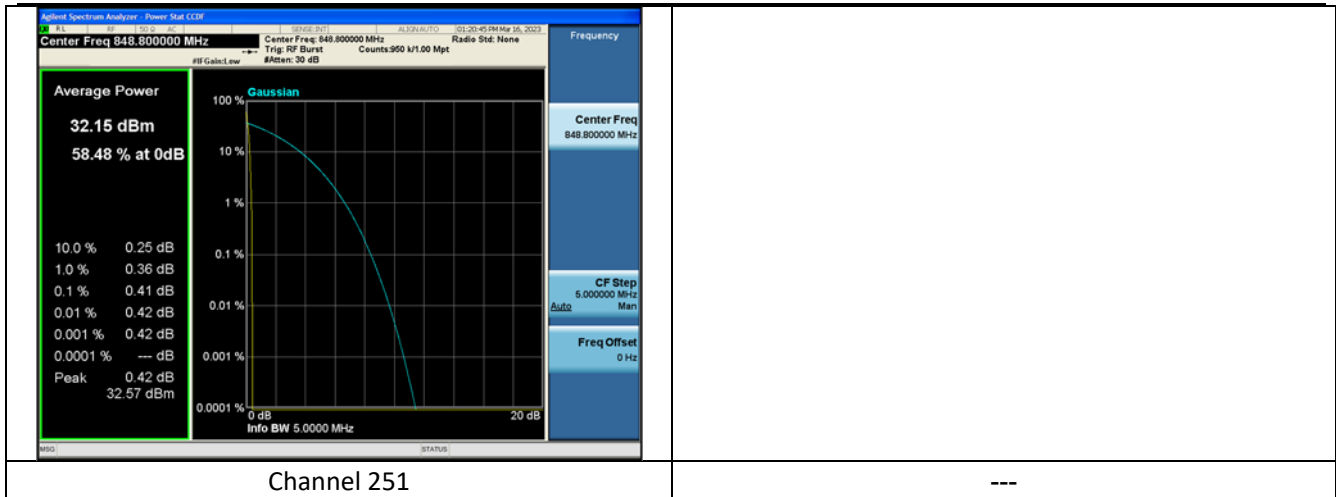 Agilent Spectrum Analyzer - Power Stat CCDF
RL RF 50 Ω AC SENSE:INT ALIGN AUTO 01:20:45 PM Mar 16, 2023
Center Freq 848.800000 MHz
Center Freq: 848.800000 MHz Radio Std: None
Trig: RF Burst Counts:950 k/1.00 Mpt
#IFGain:Low #Atten: 30 dB
Frequency
Average Power
32.15 dBm
58.48 % at 0dB
10.0 % 0.25 dB
1.0 % 0.36 dB
0.1 % 0.41 dB
0.01 % 0.42 dB
0.001 % 0.42 dB
0.0001 % --- dB
Peak 0.42 dB
32.57 dBm
Gaussian
100 %
10 %
1 %
0.1 %
0.01 %
0.001 %
0.0001 %
0 dB 20 dB
Info BW 5.0000 MHz
Center Freq
848.800000 MHz
CF Step
5.000000 MHz
Auto Man
Freq Offset
0 Hz
MSG STATUS
Channel 251 ---